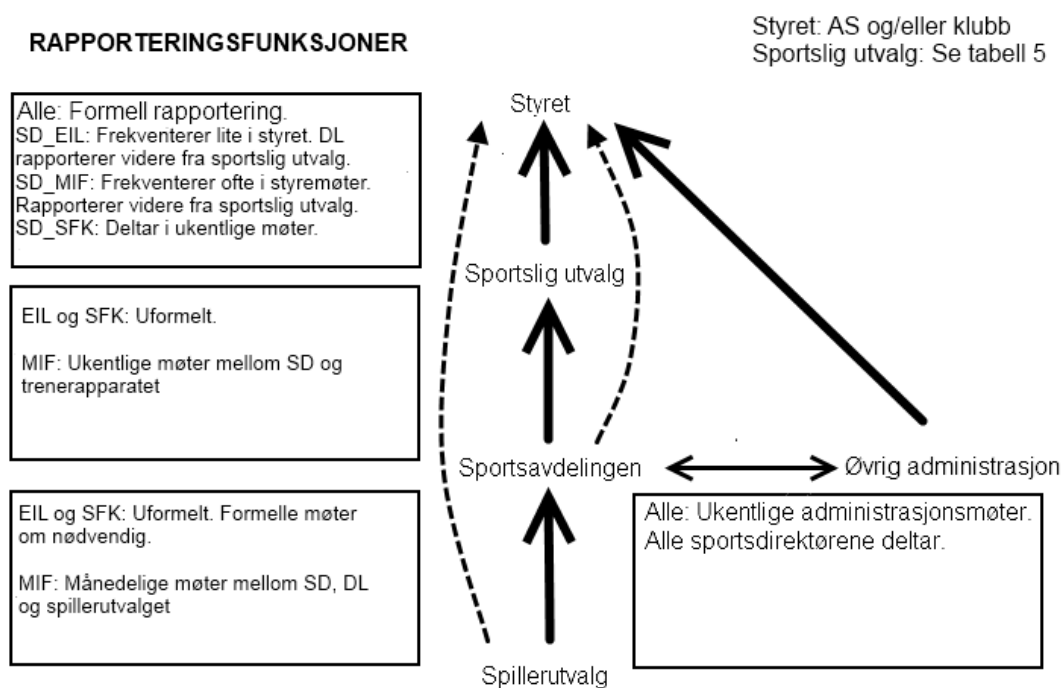 RAPPORTERINGSFUNKSJONER
Styret: AS og/eller klubb
Sportslig utvalg: Se tabell 5
Alle: Formell rapportering.
SD_EIL: Frekventerer lite i styret. DL
rapporterer videre fra sportslig utvalg.
SD_MIF: Frekventerer ofte i styremøter.
Rapporterer videre fra sportslig utvalg.
SD_SFK: Deltar i ukentlige møter.
Styret
Sportslig utvalg
EIL og SFK: Uformelt.
MIF: Ukentlige møter mellom SD og
trenerapparatet
Sportsavdelingen
Øvrig administrasjon
EIL og SFK: Uformelt. Formelle møter
om nødvendig.
MIF: Månedelige møter mellom SD, DL
og spillerutvalget
Alle: Ukentlige administrasjonsmøter.
Alle sportsdirektørene deltar.
Spillerutvalg